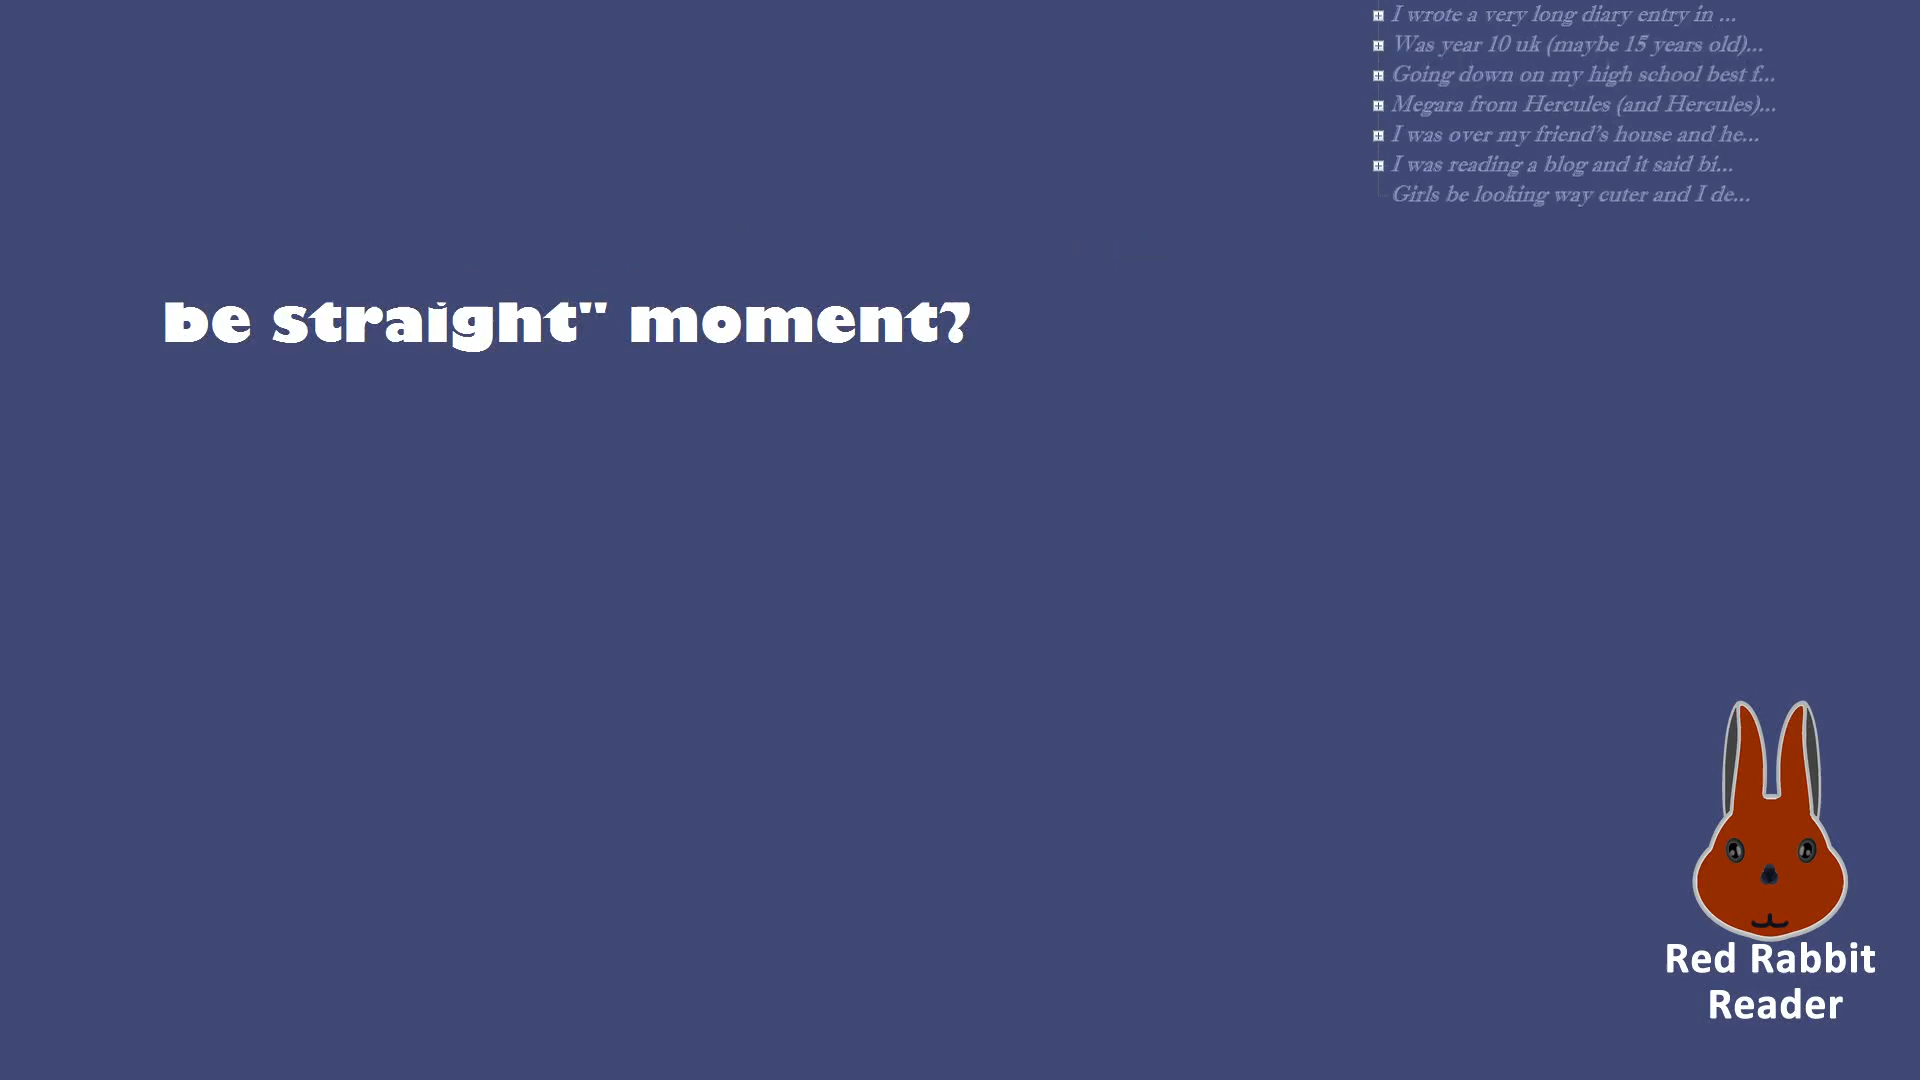 I wrote a very long diary entry in ...
Was year 10 uk (maybe 15 years old)...
Going down on my high school best f...
Megara from Hercules (and Hercules)...
I was over my friend's house and he...
I was reading a blog and it said bi...
Girls be looking way cuter and I de...
be straight" moment?
Red Rabbit
Reader